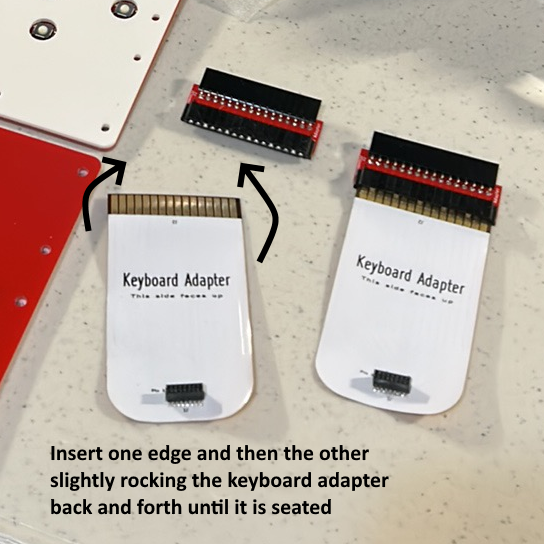 Keyboard Adapter
This side faces up
Keyboard Adapter
This side faces up
Insert one edge and then the other
slightly rocking the keyboard adapter
back and forth until it is seated